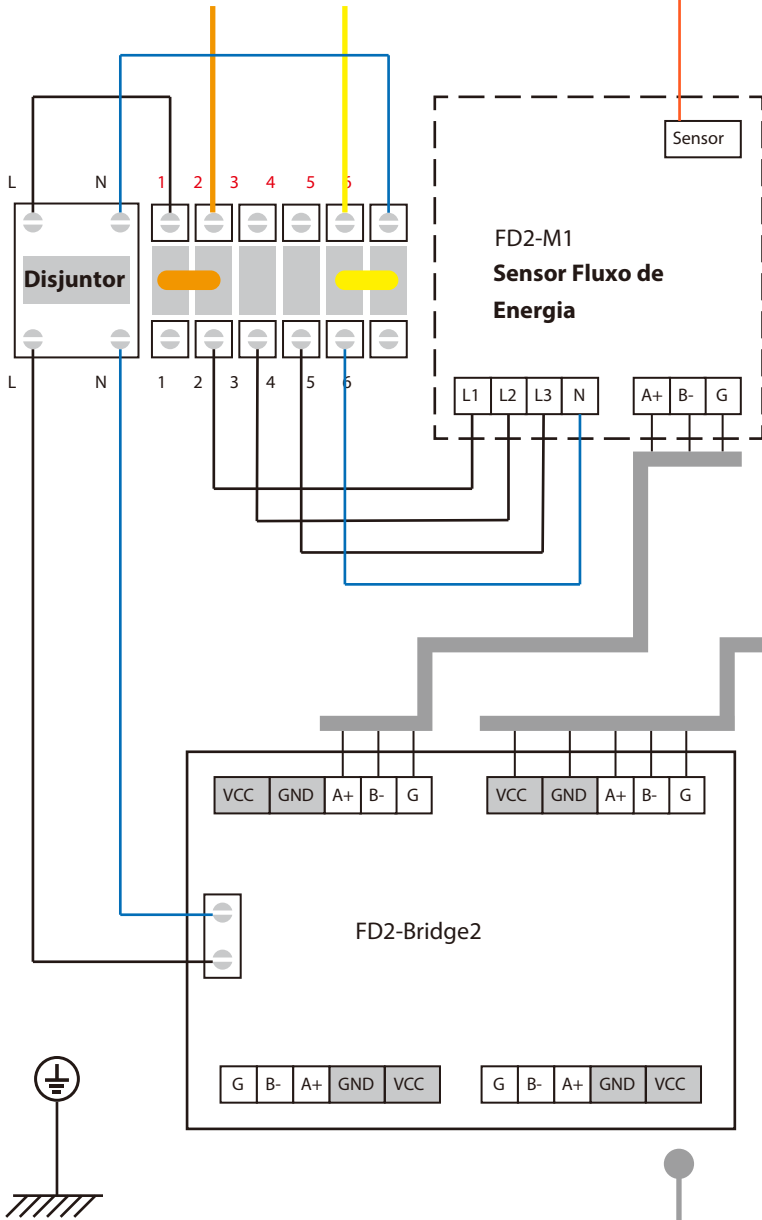 Sensor
L N 1 2 3 4 5 6
FD2-M1
Sensor Fluxo de
Energia
Disjuntor
L N 1 2 3 4 5 6
L1 L2 L3 N A+ B- G
VCC GND A+ B- G VCC GND A+ B- G
FD2-Bridge2
G B- A+ GND VCC G B- A+ GND VCC